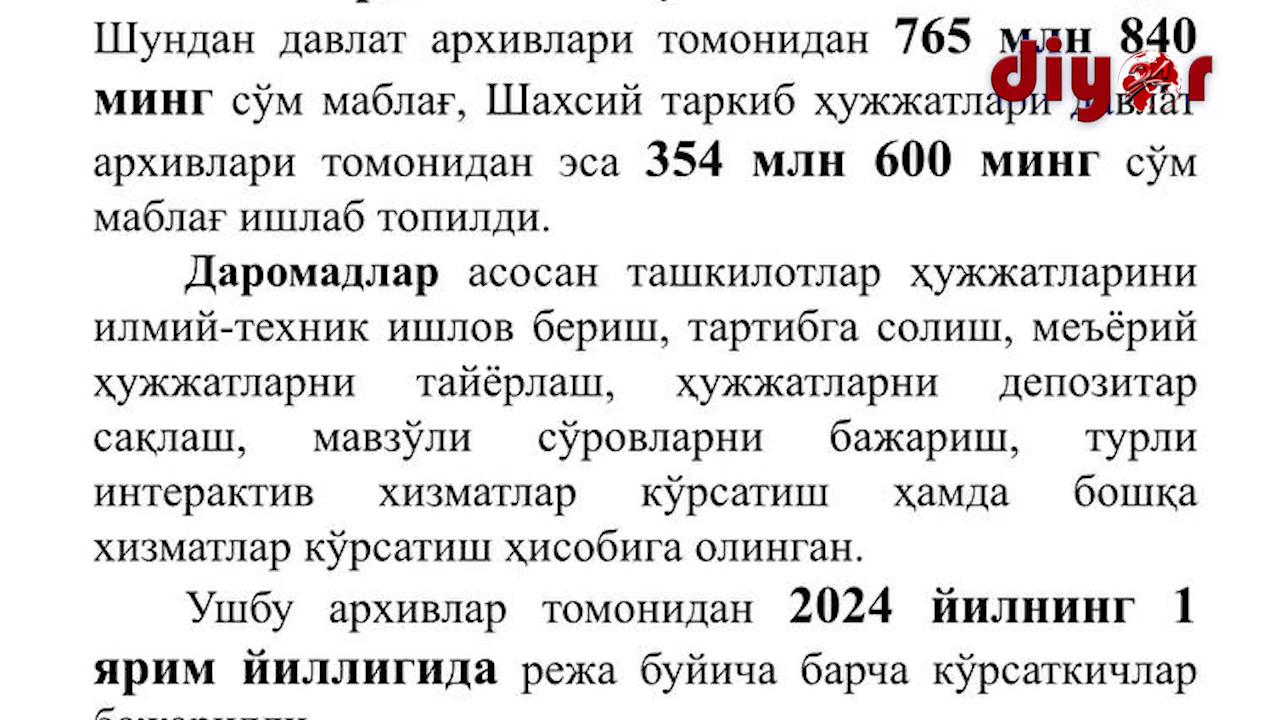 Шундан давлат архивлари томонидан 765 млн 840
минг сўм маблағ, Шахсий таркиб ҳужжатлари давлат
архивлари томонидан эса 354 млн 600 минг сўм
маблағ ишлаб топилди.
Даромадлар асосан ташкилотлар ҳужжатларини
илмий-техник ишлов бериш, тартибга солиш, меъёрий
ҳужжатларни тайёрлаш, ҳужжатларни депозитар
сақлаш, мавзўли сўровларни бажариш, турли
интерактив хизматлар кўрсатиш ҳамда бошқа
хизматлар кўрсатиш ҳисобига олинган.
Ушбу архивлар томонидан 2024 йилнинг 1
ярим йиллигида режа буйича барча кўрсаткичлар
diyor 24